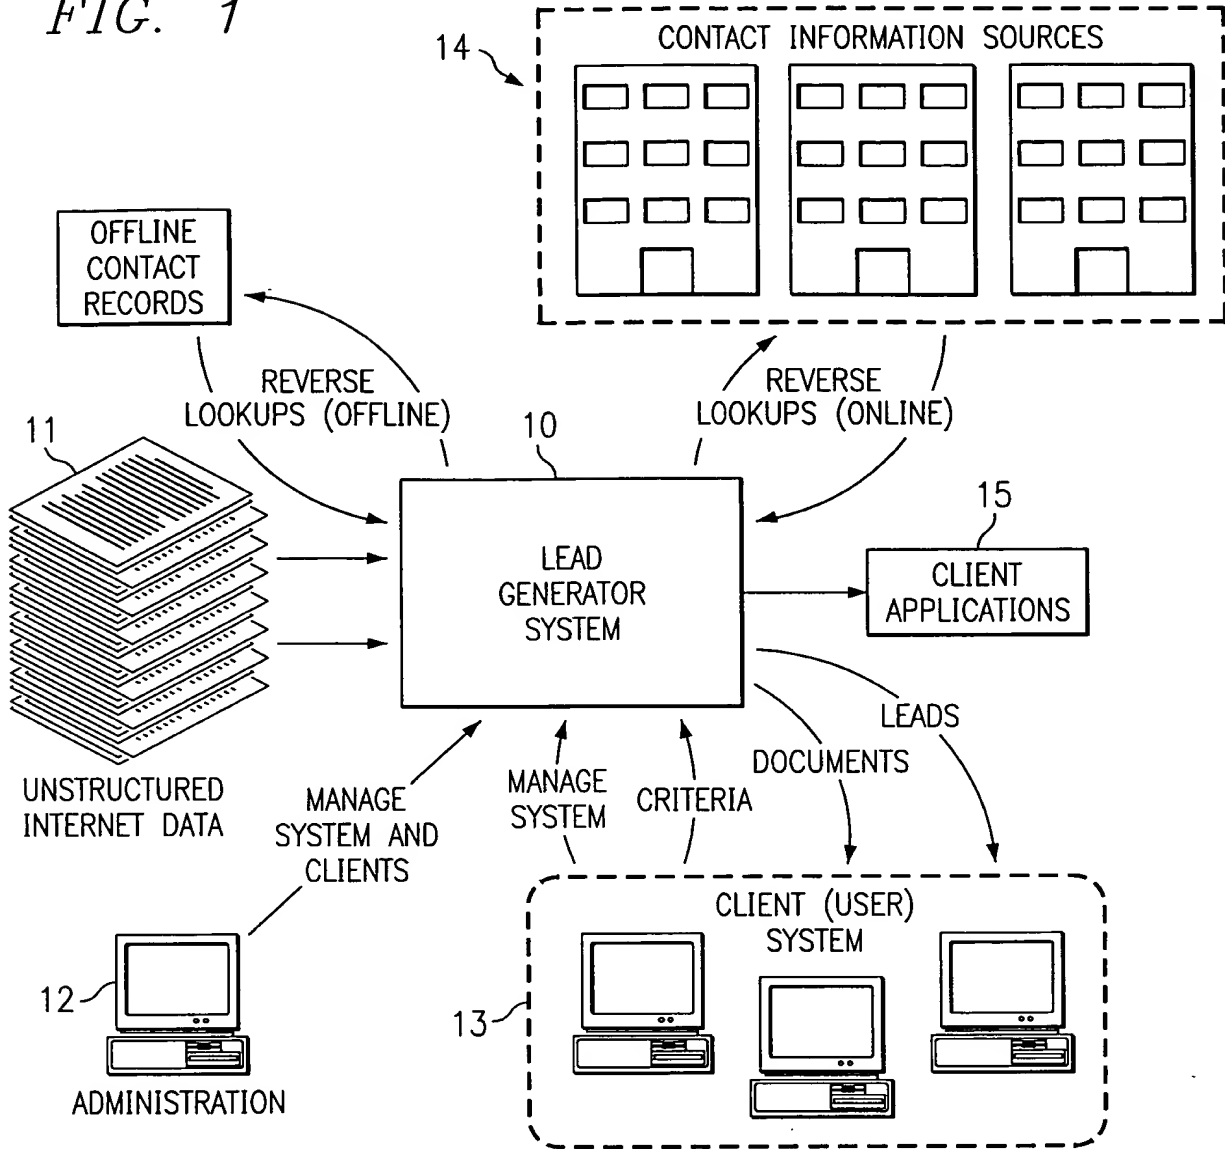 FIG. 1
14
CONTACT INFORMATION SOURCES
OFFLINE
CONTACT
RECORDS
REVERSE
LOOKUPS (OFFLINE)
REVERSE
LOOKUPS (ONLINE)
11
10
15
LEAD
GENERATOR
SYSTEM
CLIENT
APPLICATIONS
LEADS
DOCUMENTS
UNSTRUCTURED
INTERNET DATA
MANAGE
SYSTEM AND
CLIENTS
MANAGE
SYSTEM
CRITERIA
CLIENT (USER)
SYSTEM
12
13
ADMINISTRATION